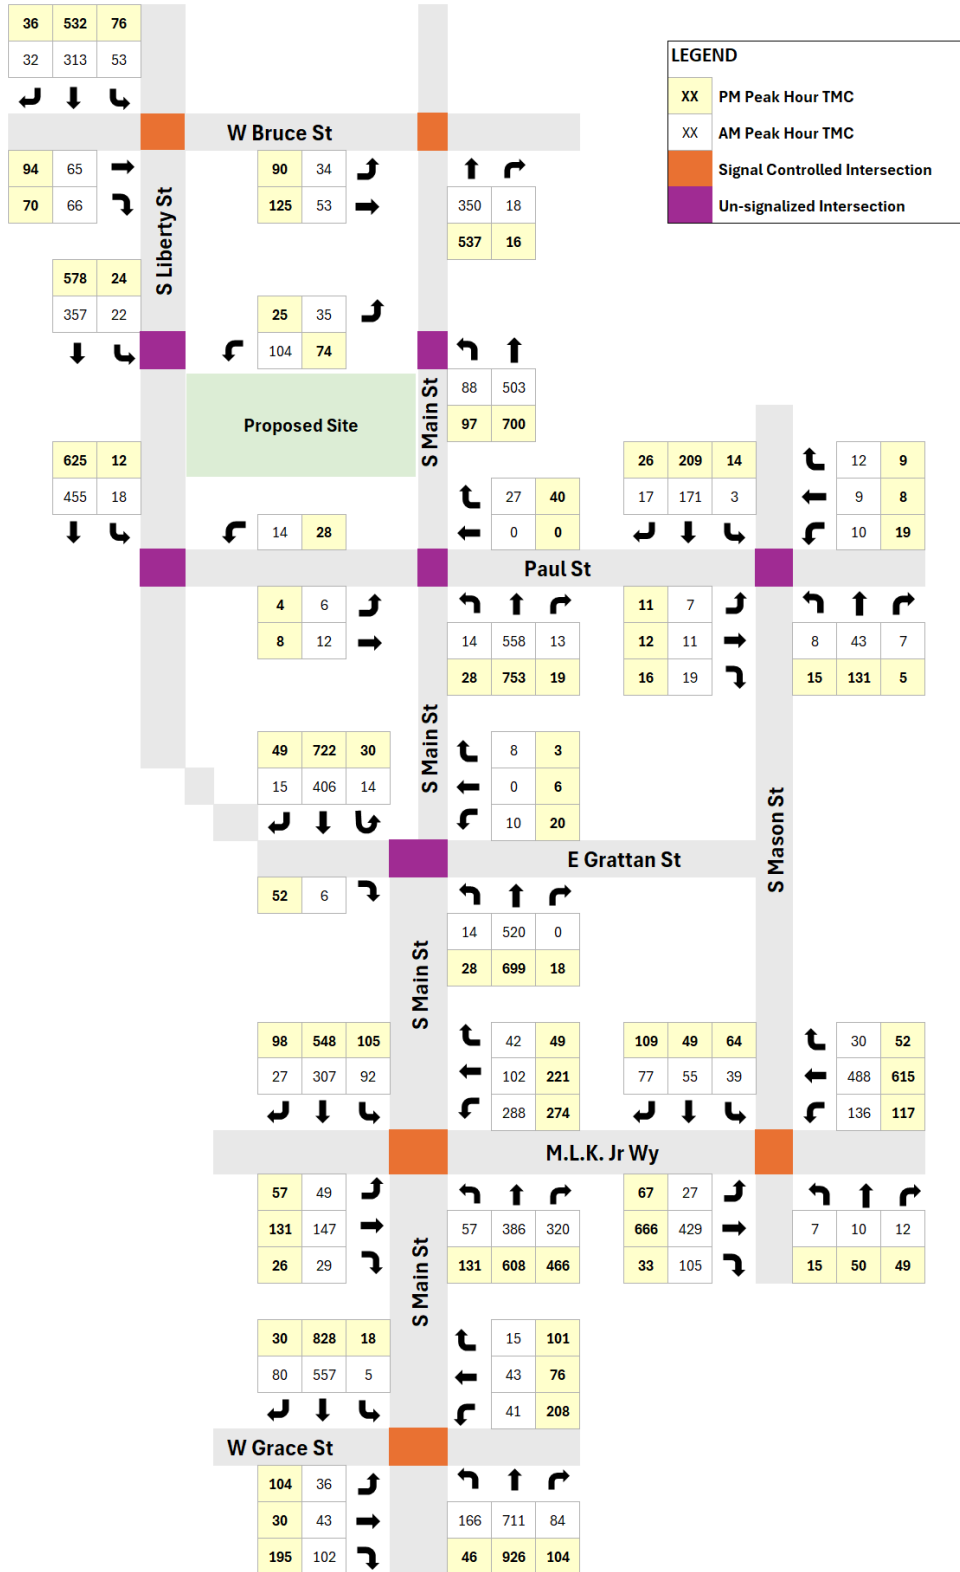 36 532 76
32 313 53
LEGEND
XX PM Peak Hour TMC
XX AM Peak Hour TMC
Signal Controlled Intersection
Un-signalized Intersection
W Bruce St
94 65
70 66
90 34
125 53
350 18
537 16
S Liberty St
578 24
357 22
25 35
104 74
88 503
97 700
Proposed Site
S Main St
625 12
455 18
14 28
27 40
0 0
26 209 14
17 171 3
12 9
9 8
10 19
Paul St
4 6
8 12
14 558 13
28 753 19
11 7
12 11
16 19
8 43 7
15 131 5
S Main St
49 722 30
15 406 14
8 3
0 6
10 20
S Mason St
E Grattan St
52 6
14 520 0
28 699 18
S Main St
98 548 105
27 307 92
42 49
102 221
288 274
109 49 64
77 55 39
30 52
488 615
136 117
M.L.K. Jr Wy
57 49
131 147
26 29
57 386 320
131 608 466
67 27
666 429
33 105
7 10 12
15 50 49
S Main St
30 828 18
80 557 5
15 101
43 76
41 208
W Grace St
104 36
30 43
195 102
166 711 84
46 926 104